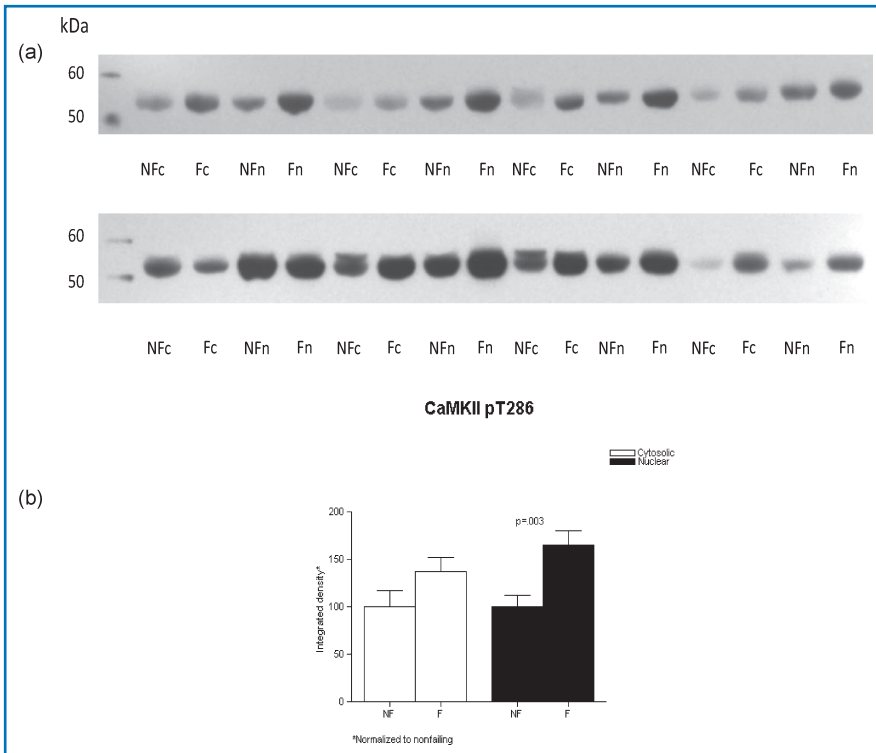 kDa
(a)
60
50
NFc Fc NFn Fn NFc Fc NFn Fn NFc Fc NFn Fn NFc Fc NFn Fn
60
50
NFc Fc NFn Fn NFc Fc NFn Fn NFc Fc NFn Fn NFc Fc NFn Fn
CaMKII pT286
Cytosolic
Nuclear
(b)
200
p=.003
150
100
50
0
Integrated density*
NF F NF F
*Normalized to nonfailing